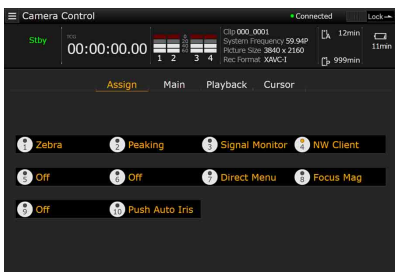 Camera Control
Connected
Lock
Stby
TCG
00:00:00.00
1 2 3 4
Clip 000_0001
System Frequency 59.94P
Picture Size 3840 x 2160
Rec Format XAVC-I
A 12min
B 999min
11min
Assign Main Playback Cursor
1 Zebra 2 Peaking 3 Signal Monitor 4 NW Client
5 Off 6 Off 7 Direct Menu 8 Focus Mag
9 Off 10 Push Auto Iris